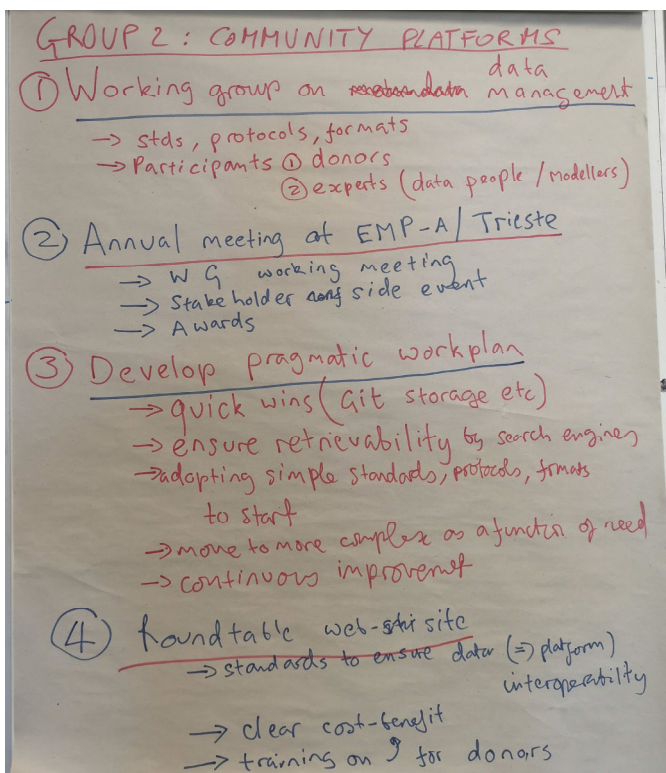 GROUP 2: COMMUNITY PLATFORMS
① Working group on data management
→ stds, protocols, formats
→ Participants ① donors
② experts (data people / modellers)
② Annual meeting at EMP-A / Trieste
→ WG working meeting
→ Stakeholder side event
→ Awards
③ Develop pragmatic workplan
→ quick wins (Git storage etc)
→ ensure retrievability by search engines
→ adopting simple standards, protocols, formats
to start
→ move to more complex as a function of need
→ continuous improvemet
④ Roundtable web-site
→ standards to ensure data (=> platform)
interoperability
→ clear cost-benefit
→ training on for donors